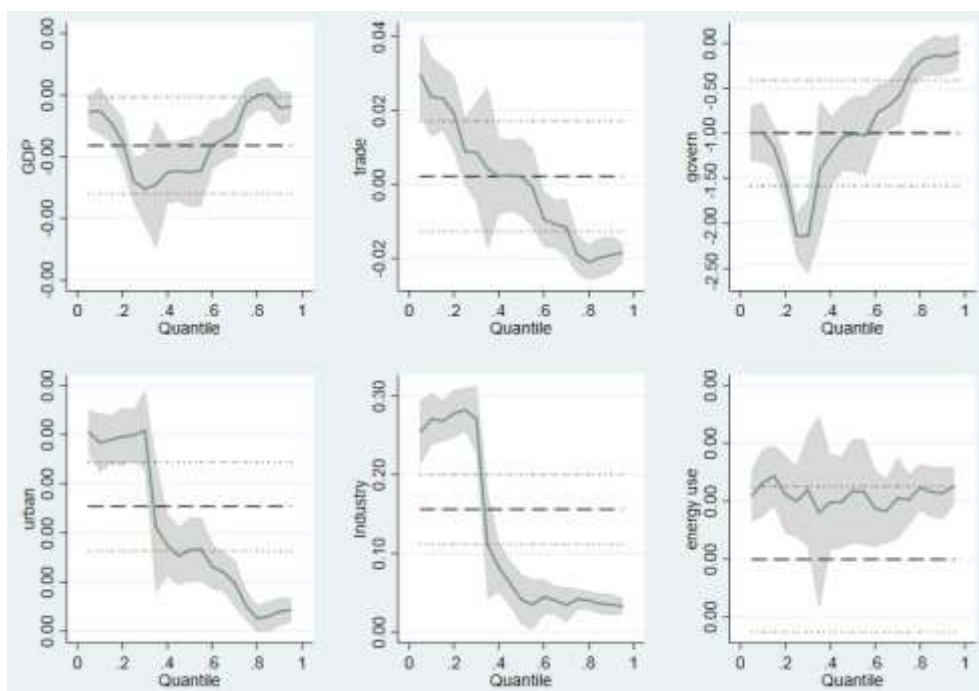 GDP
0.00
0.00
0.00
-0.00
-0.00
0 .2 .4 .6 .8 1
Quantile
trade
0.04
0.02
0.00
-0.02
0 .2 .4 .6 .8 1
Quantile
govern
0.00
-0.50
-1.00
-1.50
-2.00
-2.50
0 .2 .4 .6 .8 1
Quantile
urban
0.00
0.00
0.00
0.00
0.00
0.00
0 .2 .4 .6 .8 1
Quantile
Industry
0.30
0.20
0.10
0.00
0 .2 .4 .6 .8 1
Quantile
energy use
0.00
0.00
0.00
0.00
0.00
0 .2 .4 .6 .8 1
Quantile